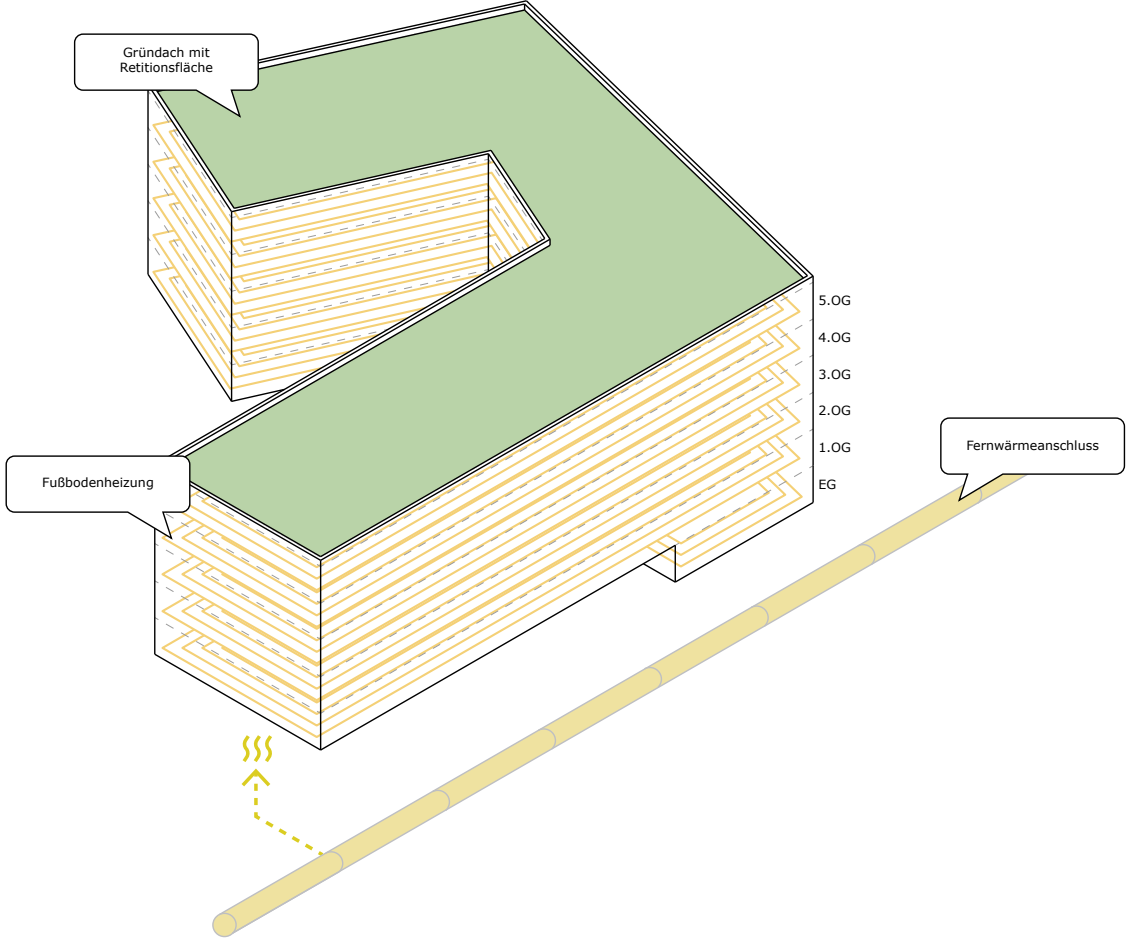 Gründach mit
Retitionsfläche
5.OG
4.OG
3.OG
2.OG
1.OG
EG
Fernwärmeanschluss
Fußbodenheizung